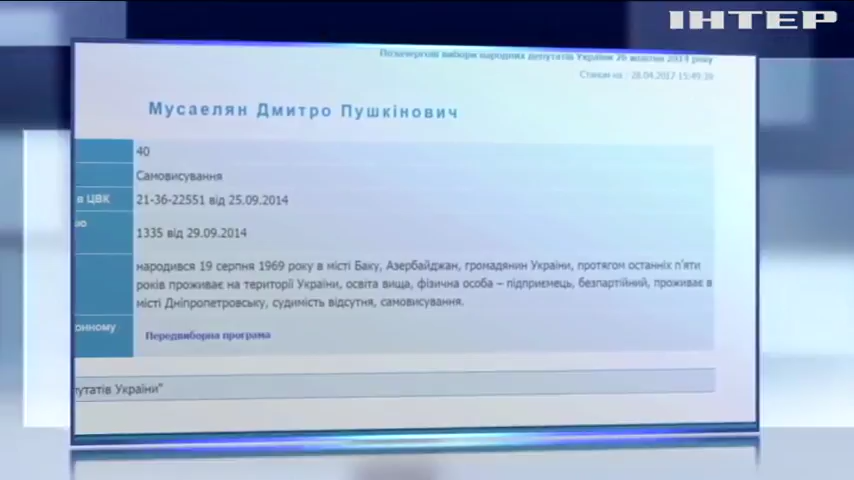 ІНТЕР
Позачергові вибори народних депутатів України 26 жовтня 2014 року
Станом на : 28.04.2017 15:49:39
Мусаелян Дмитро Пушкінович
40
Самовисування
в ЦВК 21-36-22551 від 25.09.2014
ю
1335 від 29.09.2014
народився 19 серпня 1969 року в місті Баку, Азербайджан, громадянин України, протягом останніх п'яти
років проживає на території України, освіта вища, фізична особа – підприємець, безпартійний, проживає в
місті Дніпропетровську, судимість відсутня, самовисування.
онному
Передвиборна програма
путатів України"